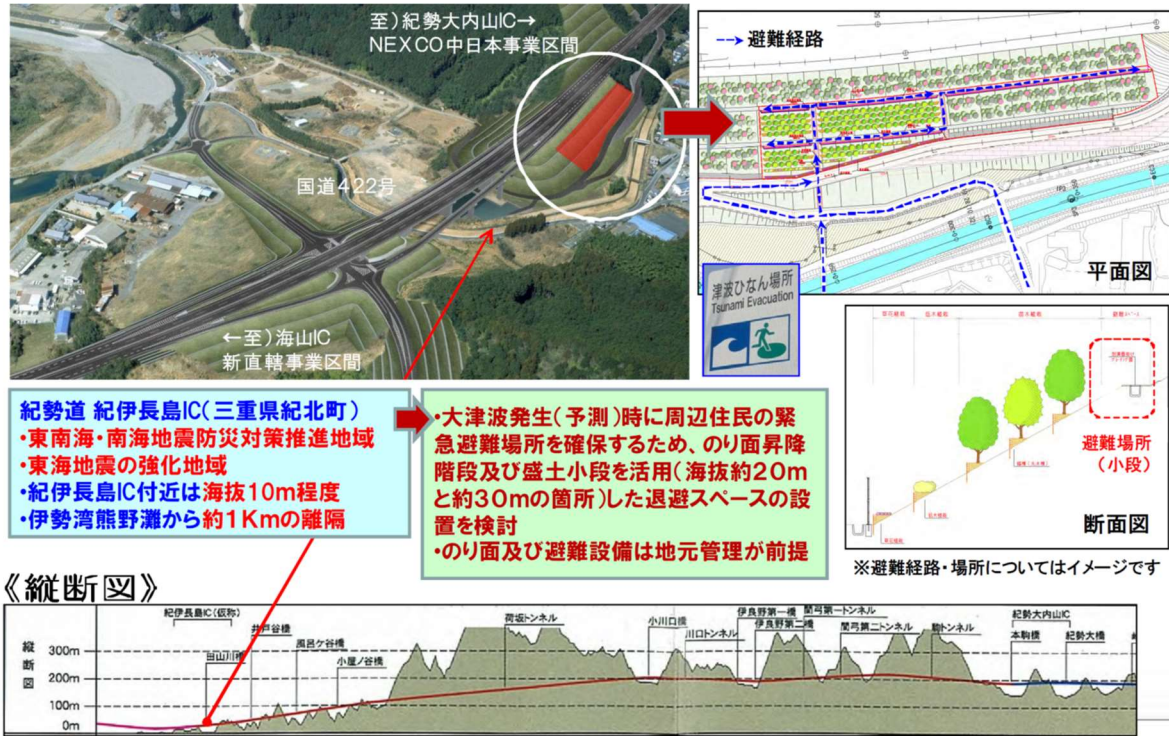 至）紀勢大内山IC→
NEXCO中日本事業区間
国道422号
←至）海山IC
新直轄事業区間
避難経路
平面図
津波ひなん場所
Tsunami Evacuation
避難場所
（小段）
断面図
※避難経路・場所についてはイメージです
紀勢道 紀伊長島IC（三重県紀北町）
・東南海・南海地震防災対策推進地域
・東海地震の強化地域
・紀伊長島IC付近は海抜10m程度
・伊勢湾熊野灘から約1Kmの離隔
・大津波発生（予測）時に周辺住民の緊
急避難場所を確保するため、のり面昇降
階段及び盛土小段を活用（海抜約20m
と約30mの箇所）した退避スペースの設
置を検討
・のり面及び避難設備は地元管理が前提
《縦断図》
縦断図
300m
200m
100m
0m
紀伊長島IC(仮称)
田山川橋
井戸谷橋
風呂ケ谷橋
小屋ノ谷橋
荷坂トンネル
小川口橋
川口トンネル
伊良野第一橋
伊良野第二橋
間弓第一トンネル
間弓第二トンネル
駒トンネル
紀勢大内山IC
本駒橋
紀勢大橋